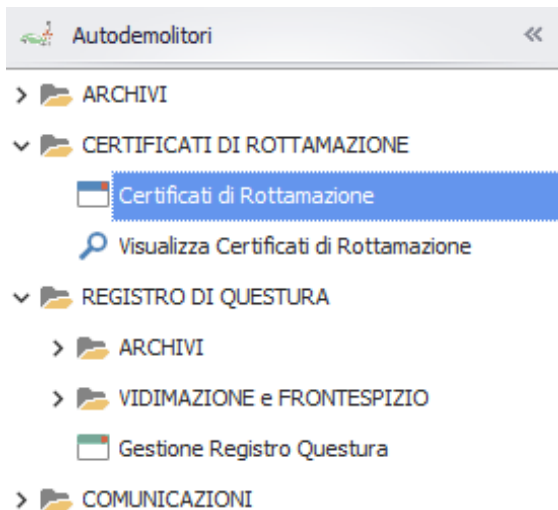 Autodemolitori
ARCHIVI
CERTIFICATI DI ROTTAMAZIONE
Certificati di Rottamazione
Visualizza Certificati di Rottamazione
REGISTRO DI QUESTURA
ARCHIVI
VIDIMAZIONE e FRONTESPIZIO
Gestione Registro Questura
COMUNICAZIONI